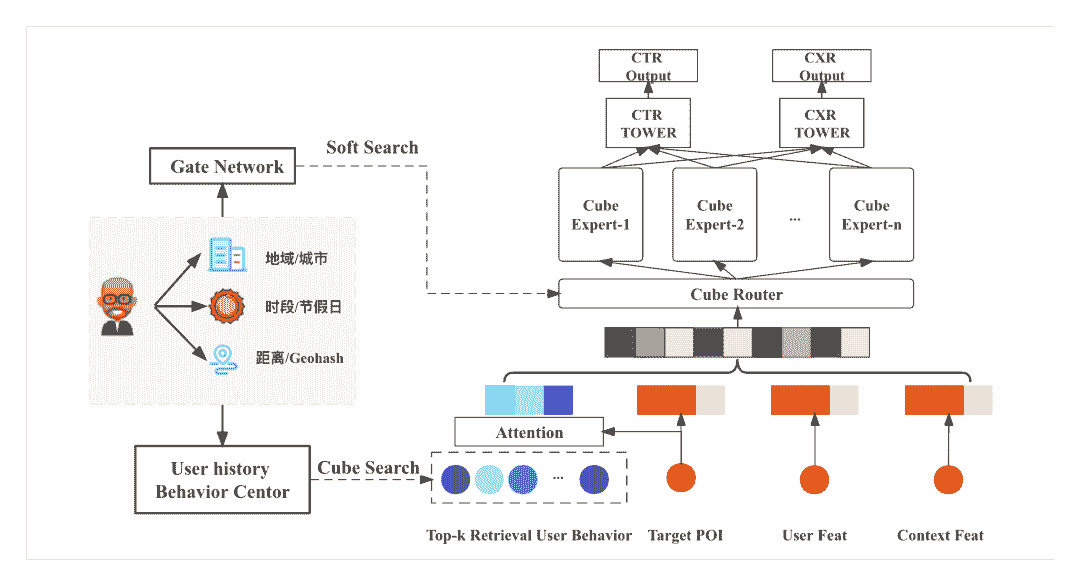 CTR
Output
CXR
Output
CTR
TOWER
CXR
TOWER
Soft Search
Gate Network
Cube
Expert-1
Cube
Expert-2
...
Cube
Expert-n
地域/城市
时段/节假日
距离/Geohash
Cube Router
Attention
User history
Behavior Centor
Cube Search
...
Top-k Retrieval User Behavior
Target POI
User Feat
Context Feat